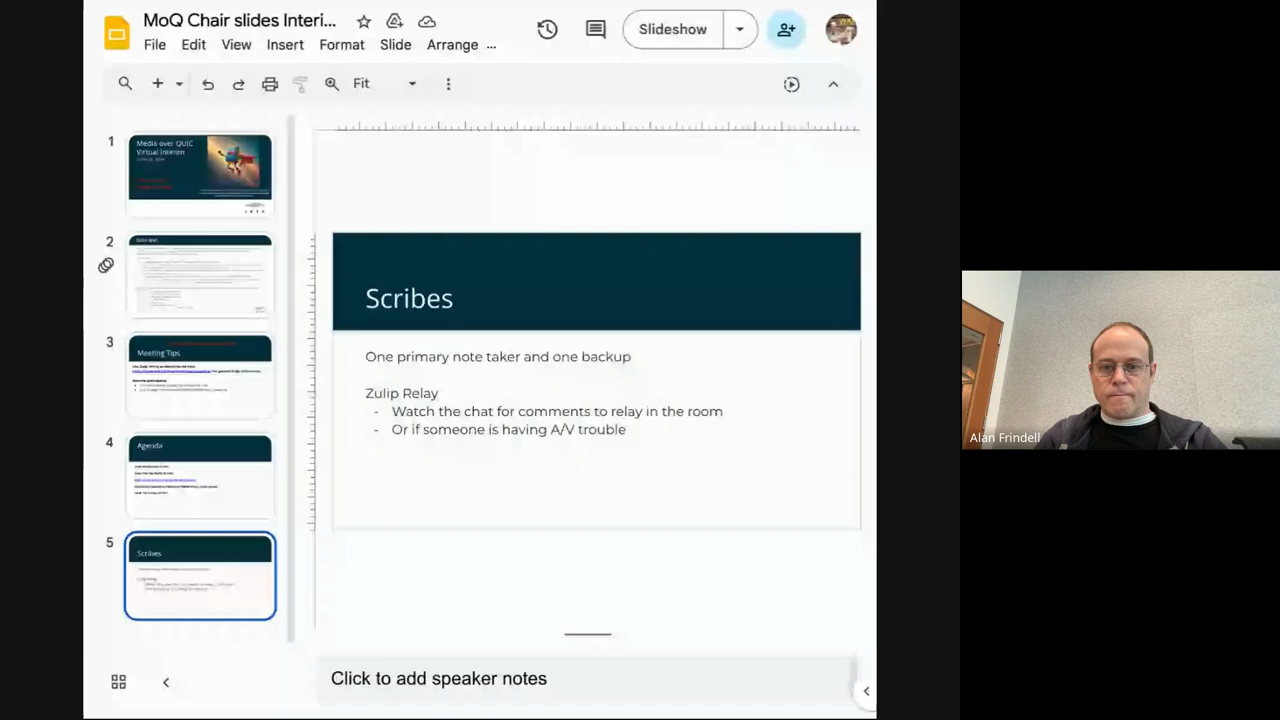 MoQ Chair slides Interi...
File Edit View Insert Format Slide Arrange ...
Slideshow
Fit
1
Media over QUIC
Virtual Interim
2
Note Well
3
Meeting Tips
4
Agenda
5
Scribes
Scribes
One primary note taker and one backup
Zulip Relay
- Watch the chat for comments to relay in the room
- Or if someone is having A/V trouble
Click to add speaker notes
Alan Frindell